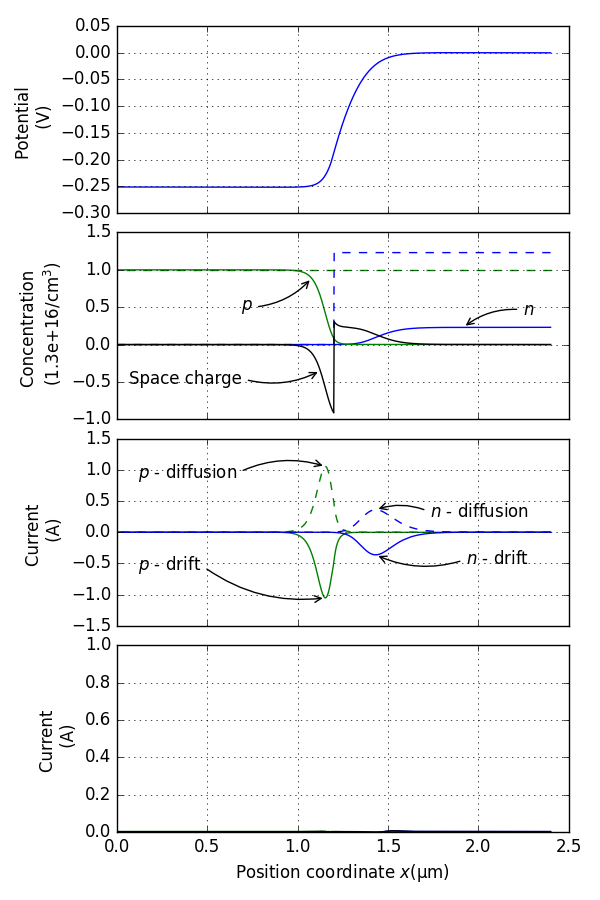 0.05
0.00
−0.05
−0.10
−0.15
−0.20
−0.25
−0.30
Potential
(V)
1.5
1.0
0.5
0.0
−0.5
−1.0
Concentration
(1.3e+16/cm³)
p
n
Space charge
1.5
1.0
0.5
0.0
−0.5
−1.0
−1.5
Current
(A)
p - diffusion
n - diffusion
p - drift
n - drift
1.0
0.8
0.6
0.4
0.2
0.0
Current
(A)
0.0 0.5 1.0 1.5 2.0 2.5
Position coordinate x(µm)